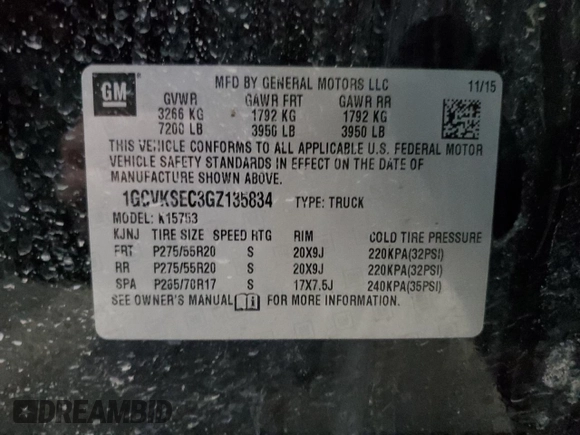 GM
MFD BY GENERAL MOTORS LLC 11/15
GVWR GAWR FRT GAWR RR
3266 KG 1792 KG 1792 KG
7200 LB 3950 LB 3950 LB
THIS VEHICLE CONFORMS TO ALL APPLICABLE U.S. FEDERAL MOTOR
VEHICLE SAFETY STANDARDS IN EFFECT ON THE DATE OF
MANUFACTURE SHOWN ABOVE.
1GCVKSEC3GZ135834 TYPE: TRUCK
MODEL: K15753
KJNJ TIRE SIZE SPEED RTG RIM COLD TIRE PRESSURE
FRT P275/55R20 S 20X9J 220KPA(32PSI)
RR P275/55R20 S 20X9J 220KPA(32PSI)
SPA P265/70R17 S 17X7.5J 240KPA(35PSI)
SEE OWNER'S MANUAL FOR MORE INFORMATION.
DREAMBID